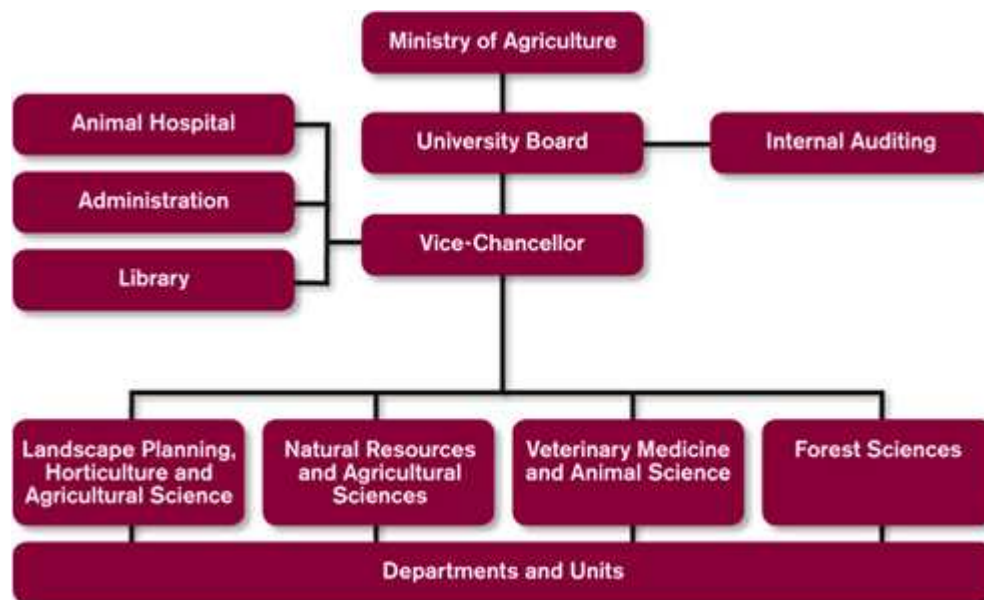 Ministry of Agriculture
Animal Hospital
University Board
Internal Auditing
Administration
Vice-Chancellor
Library
Landscape Planning,
Horticulture and
Agricultural Science
Natural Resources
and Agricultural
Sciences
Veterinary Medicine
and Animal Science
Forest Sciences
Departments and Units